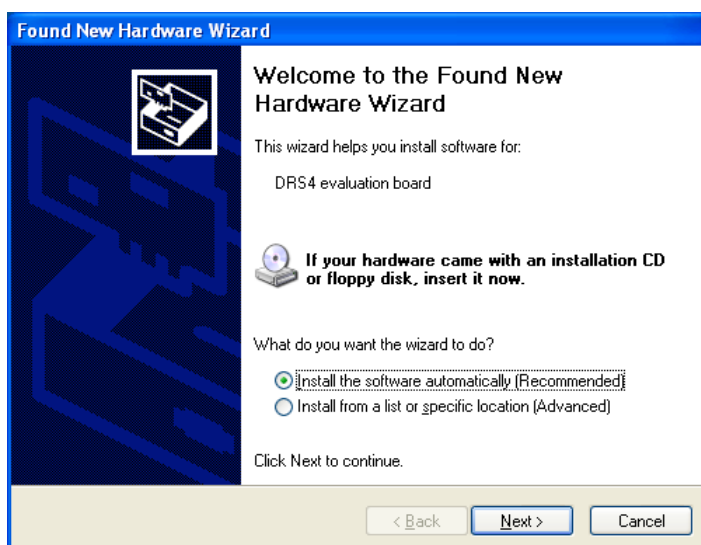 Found New Hardware Wizard
Welcome to the Found New
Hardware Wizard
This wizard helps you install software for:
DRS4 evaluation board
If your hardware came with an installation CD
or floppy disk, insert it now.
What do you want the wizard to do?
Install the software automatically (Recommended)
Install from a list or specific location (Advanced)
Click Next to continue.
< Back Next > Cancel